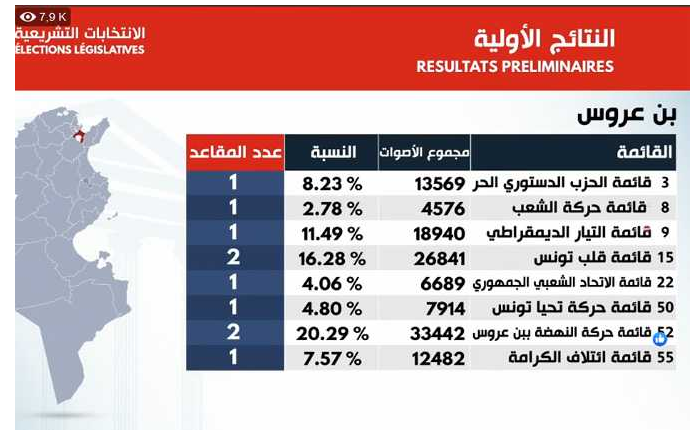 7,9 K
الانتخابات التشريعية
ÉLECTIONS LÉGISLATIVES
النتائج الأولية
RESULTATS PRELIMINAIRES
بن عروس
القائمة مجموع الأصوات النسبة عدد المقاعد
3 قائمة الحزب الدستوري الحر 13569 8.23 % 1
8 قائمة حركة الشعب 4576 2.78 % 1
9 قائمة التيار الديمقراطي 18940 11.49 % 1
15 قائمة قلب تونس 26841 16.28 % 2
22 قائمة الاتحاد الشعبي الجمهوري 6689 4.06 % 1
50 قائمة حركة تحيا تونس 7914 4.80 % 1
52 قائمة حركة النهضة ببن عروس 33442 20.29 % 2
55 قائمة ائتلاف الكرامة 12482 7.57 % 1